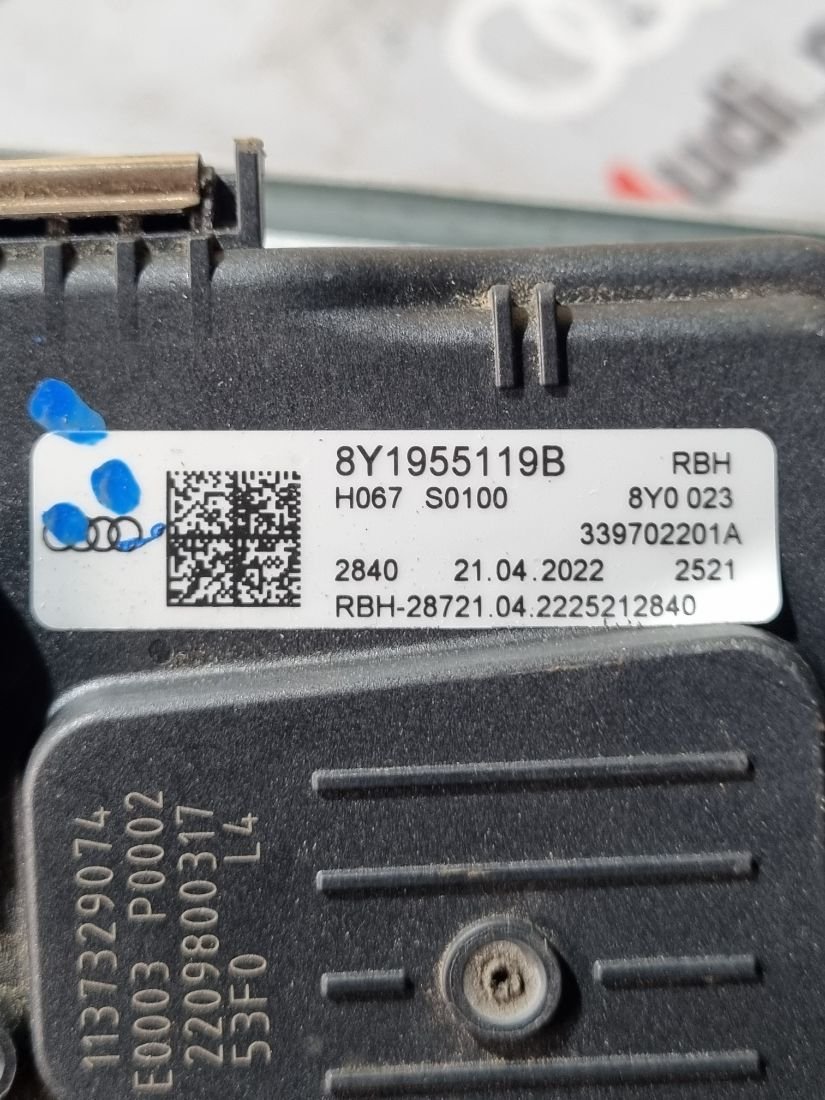 8Y1955119B RBH
H067 S0100 8Y0 023
339702201A
2840 21.04.2022 2521
RBH-28721.04.2225212840
1137329074
E0003 P0002
2209800317
53F0 L4